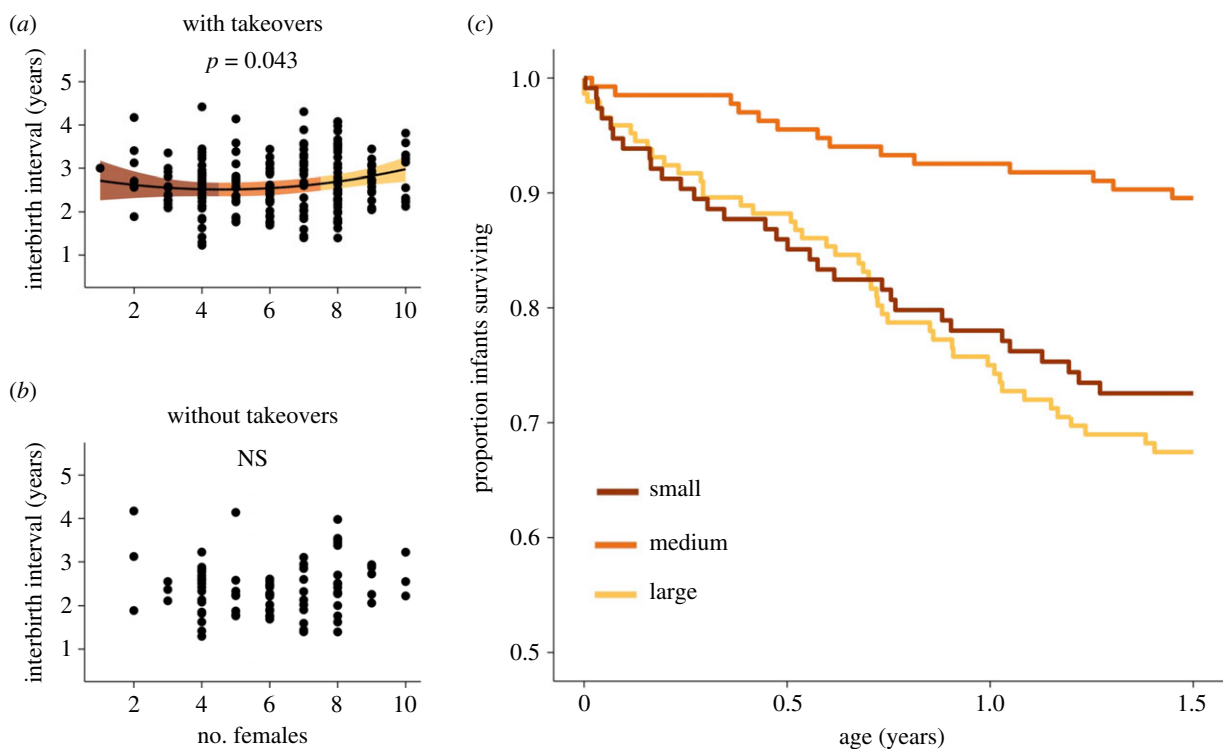 (a)
with takeovers
p = 0.043
interbirth interval (years)
5
4
3
2
1
2 4 6 8 10
(b)
without takeovers
NS
interbirth interval (years)
5
4
3
2
1
2 4 6 8 10
no. females
(c)
proportion infants surviving
1.0
0.9
0.8
0.7
0.6
0.5
small
medium
large
0 0.5 1.0 1.5
age (years)